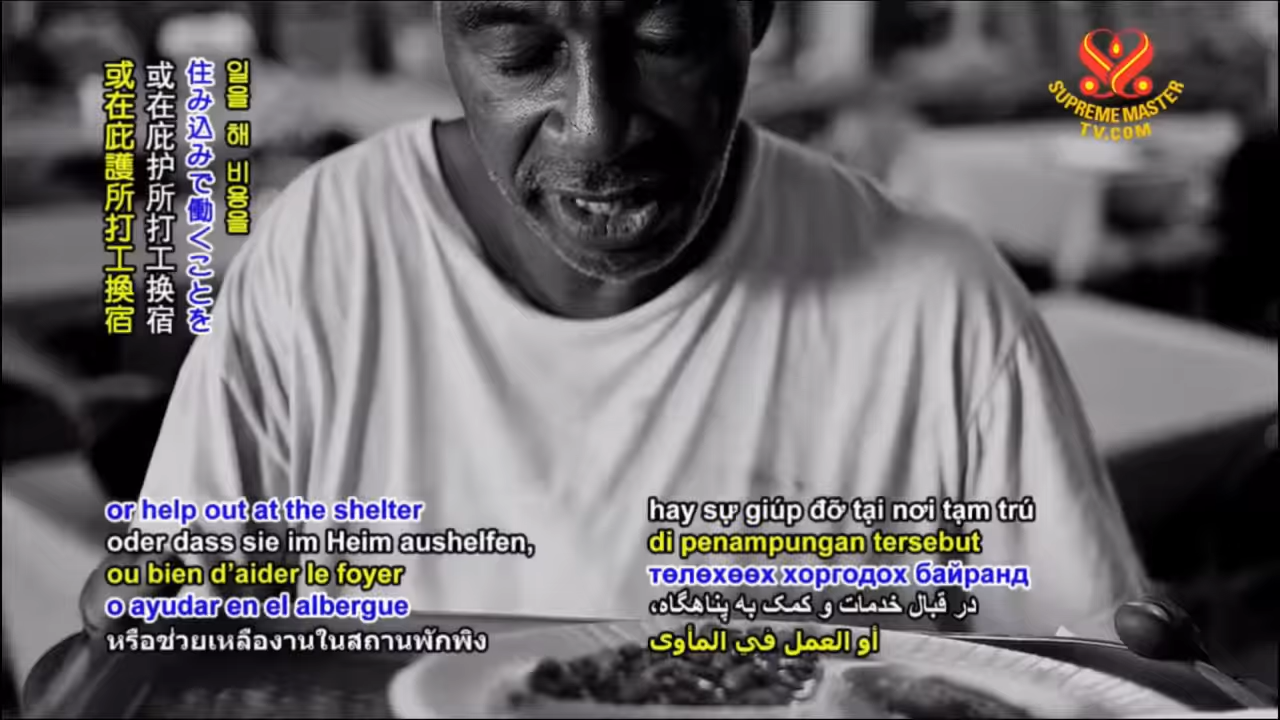 일을 해 비용을
住み込みで働くことを
或在庇护所打工换宿
或在庇護所打工換宿
SUPREME MASTER
TV.COM
or help out at the shelter
oder dass sie im Heim aushelfen,
ou bien d’aider le foyer
o ayudar en el albergue
หรือช่วยเหลืองานในสถานพักพิง
hay sự giúp đỡ tại nơi tạm trú
di penampungan tersebut
төлөхөөх хоргодох байранд
در قبال خدمات و کمک به پناهگاه،
أو العمل في المأوى